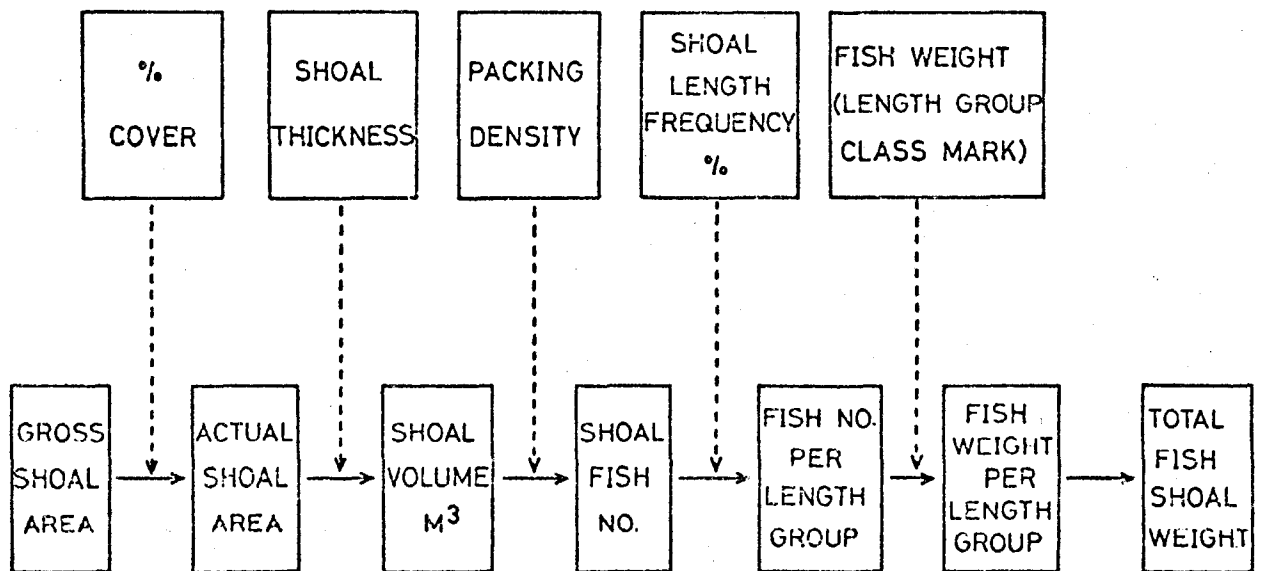 %
COVER
SHOAL
THICKNESS
PACKING
DENSITY
SHOAL
LENGTH
FREQUENCY
%
FISH WEIGHT
(LENGTH GROUP
CLASS MARK)
GROSS
SHOAL
AREA
ACTUAL
SHOAL
AREA
SHOAL
VOLUME
M³
SHOAL
FISH
NO.
FISH NO.
PER
LENGTH
GROUP
FISH
WEIGHT
PER
LENGTH
GROUP
TOTAL
FISH
SHOAL
WEIGHT